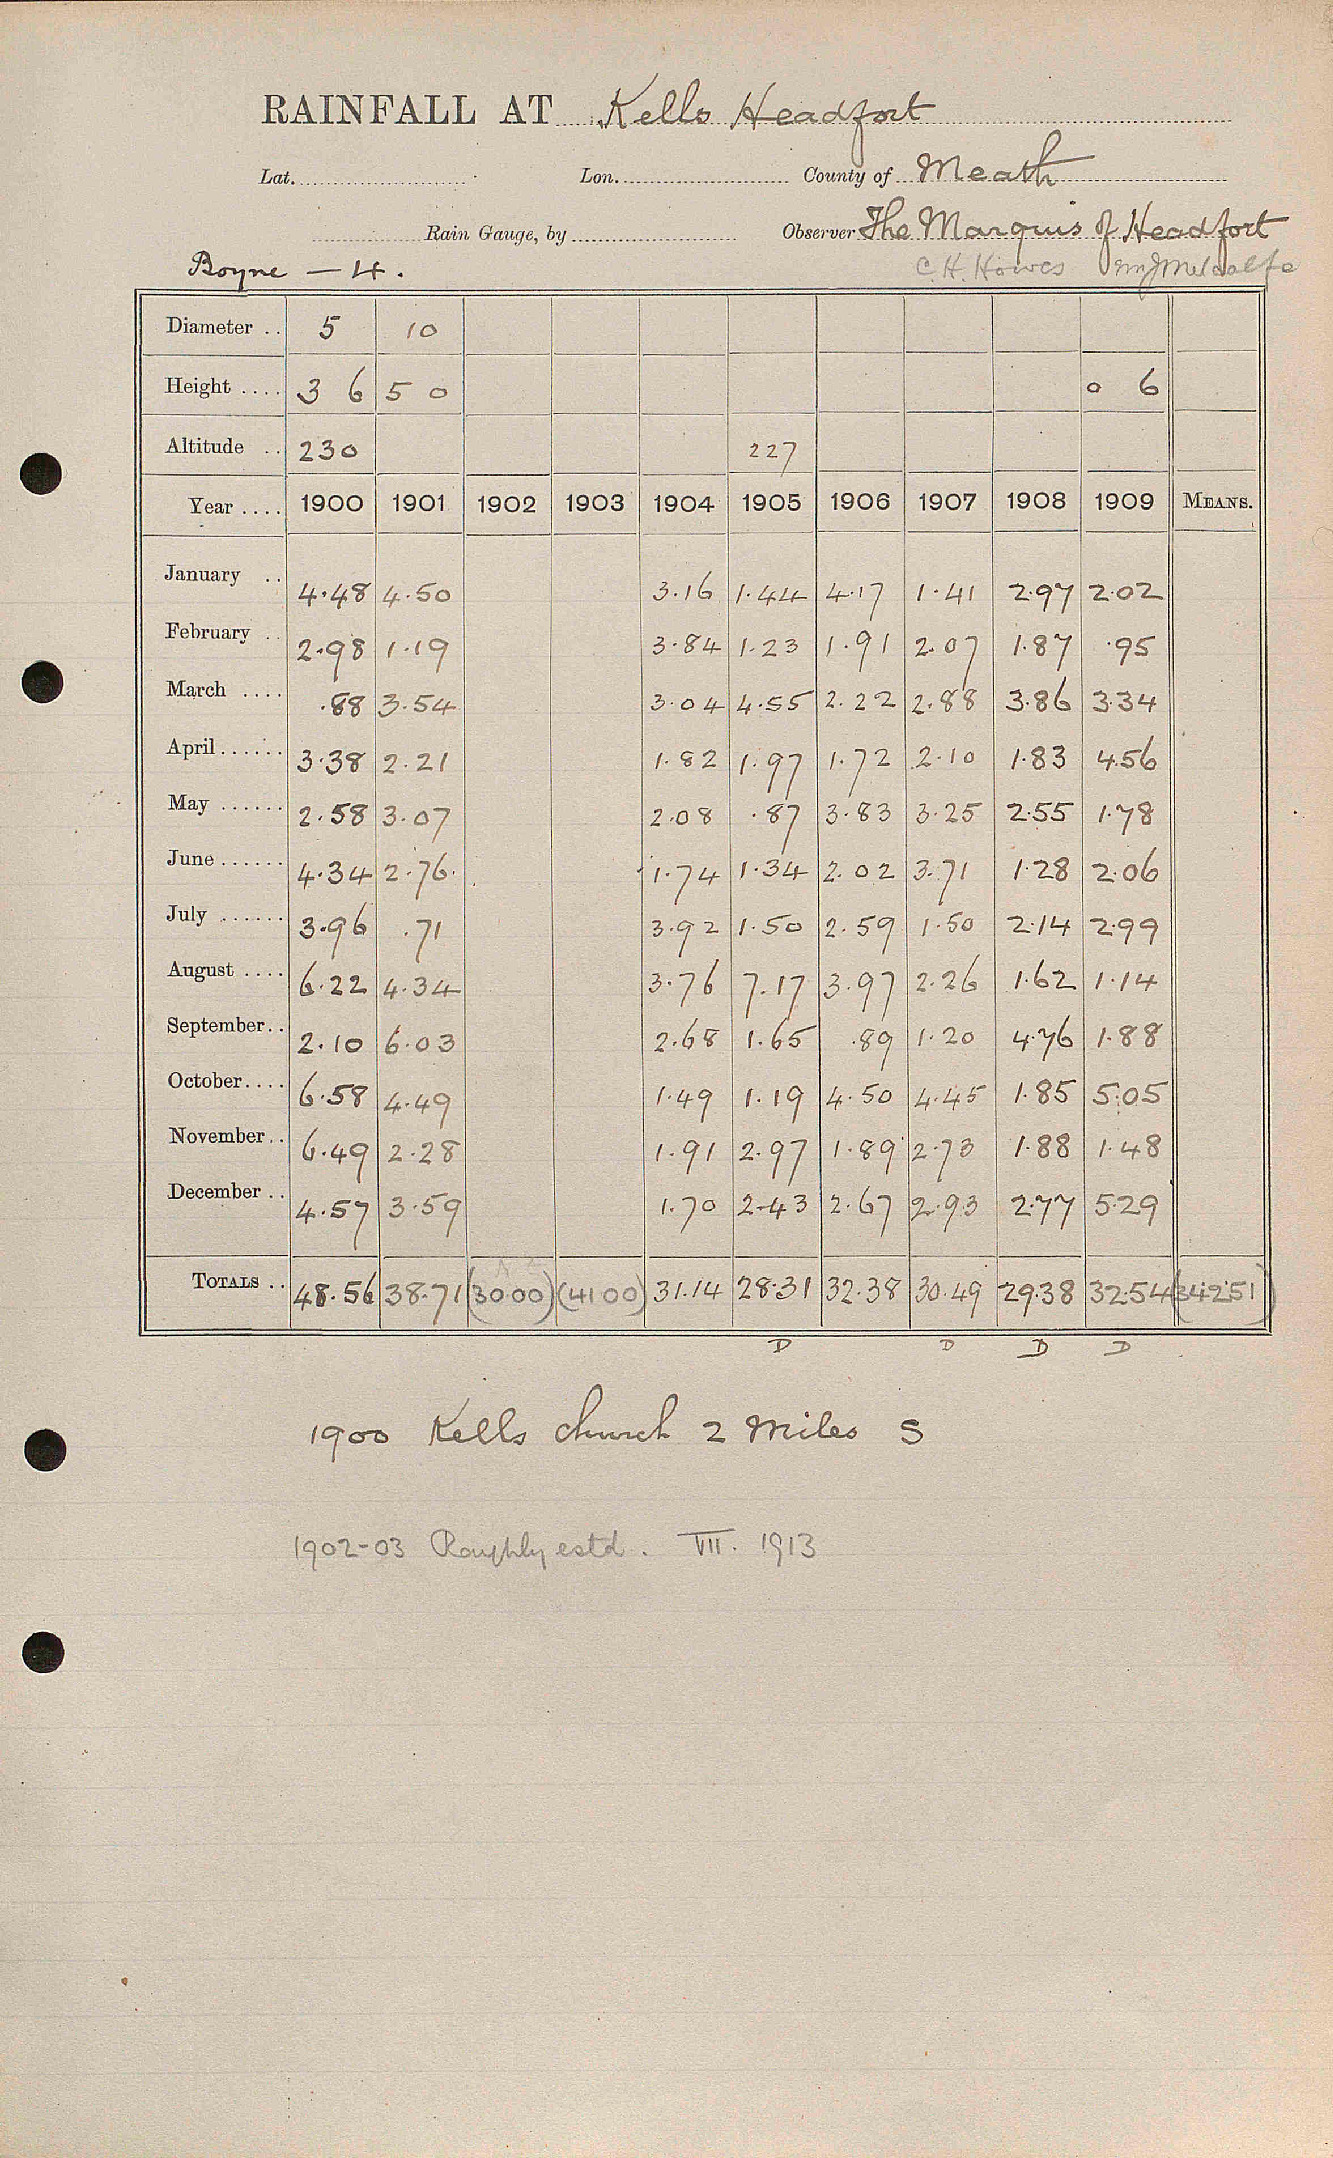 RAINFALL AT Kells Headfort
Lat. Lon. County of Meath
Rain Gauge, by Observer The Marquis of Headfort
Boyne - 4. C. H. Howes Wm J Metcalfe
Diameter .. 5 10
Height .... 3 6 5 0 0 6
Altitude .. 230 227
Year .... 1900 1901 1902 1903 1904 1905 1906 1907 1908 1909 MEANS.
January .. 4.48 4.50 3.16 1.44 4.17 1.41 2.97 2.02
February .. 2.98 1.19 3.84 1.23 1.91 2.07 1.87 .95
March .... .88 3.54 3.04 4.55 2.22 2.88 3.86 3.34
April ...... 3.38 2.21 1.82 1.97 1.72 2.10 1.83 4.56
May ...... 2.58 3.07 2.08 .87 3.83 3.25 2.55 1.78
June ...... 4.34 2.76 1.74 1.34 2.02 3.71 1.28 2.06
July ...... 3.96 .71 3.92 1.50 2.59 1.50 2.14 2.99
August .... 6.22 4.34 3.76 7.17 3.97 2.26 1.62 1.14
September.. 2.10 6.03 2.68 1.65 .89 1.20 4.76 1.88
October.... 6.58 4.49 1.49 1.19 4.50 4.45 1.85 5.05
November.. 6.49 2.28 1.91 2.97 1.89 2.73 1.88 1.48
December .. 4.57 3.59 1.70 2.43 2.67 2.93 2.77 5.29
TOTALS .. 48.56 38.71 (30.00) (41.00) 31.14 28.31 32.38 30.49 29.38 32.54 (342.51)
D D D D
1900 Kells church 2 Miles S
1902-03 Roughly estd. VII. 1913